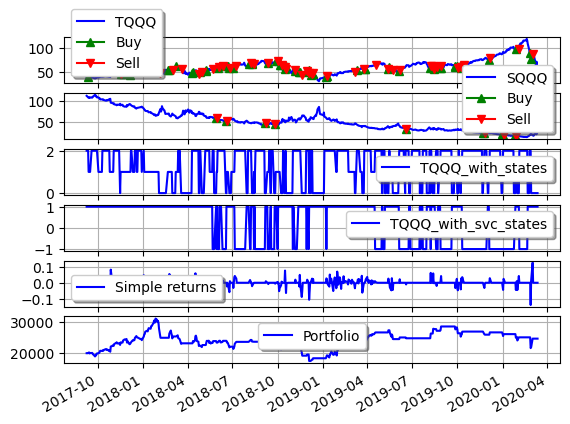 TQQQ
Buy
Sell
100
50
SQQQ
Buy
Sell
100
50
2
0
TQQQ_with_states
1
0
−1
TQQQ_with_svc_states
0.1
0.0
−0.1
Simple returns
30000
20000
Portfolio
2017-10
2018-01
2018-04
2018-07
2018-10
2019-01
2019-04
2019-07
2019-10
2020-01
2020-04